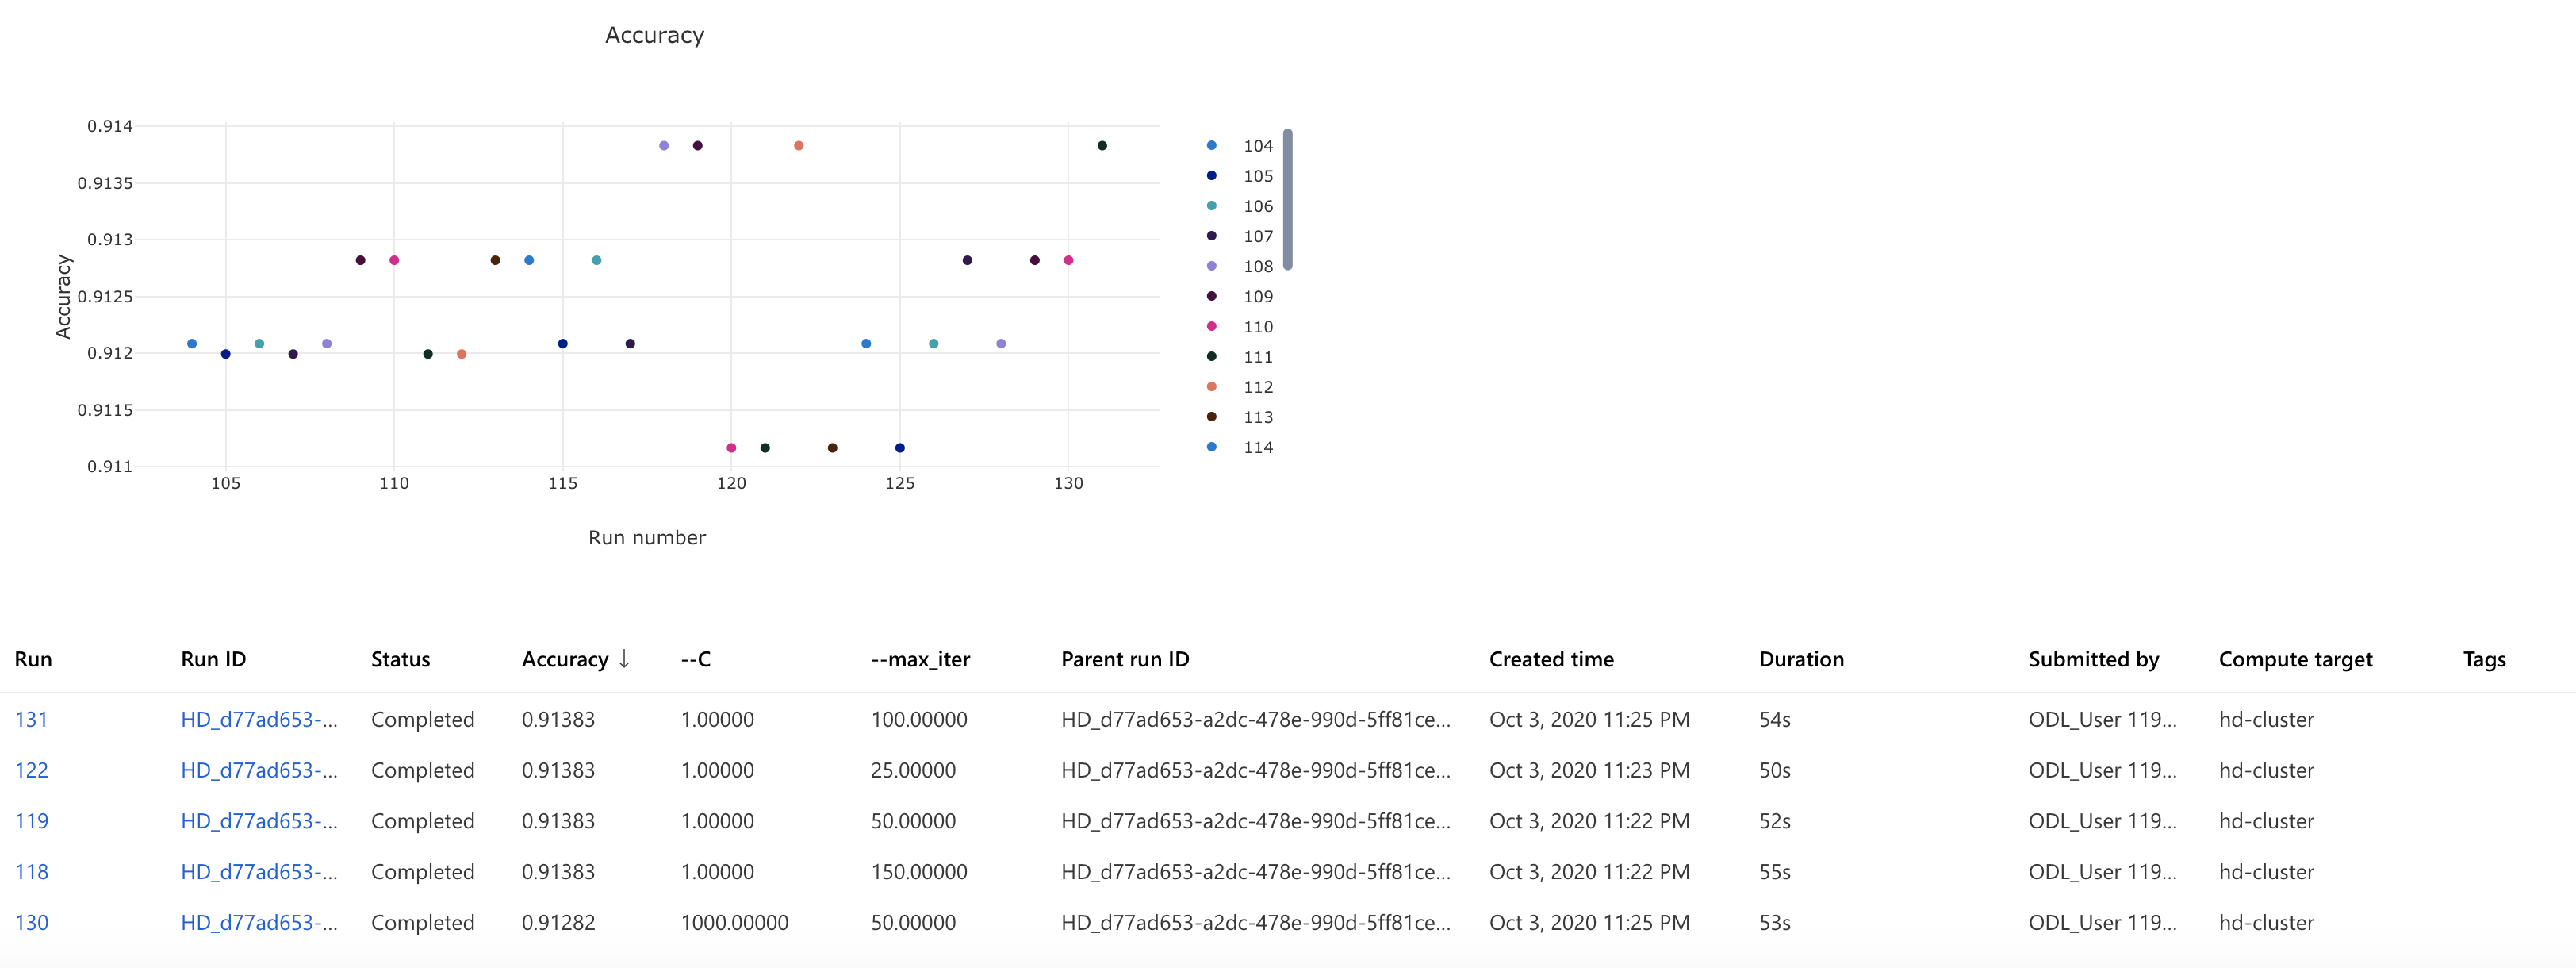 Accuracy
0.914
0.9135
0.913
0.9125
0.912
0.9115
0.911
Accuracy
105 110 115 120 125 130
Run number
104
105
106
107
108
109
110
111
112
113
114
Run Run ID Status Accuracy ↓ --C --max_iter Parent run ID Created time Duration Submitted by Compute target Tags
131 HD_d77ad653-... Completed 0.91383 1.00000 100.00000 HD_d77ad653-a2dc-478e-990d-5ff81ce... Oct 3, 2020 11:25 PM 54s ODL_User 119... hd-cluster
122 HD_d77ad653-... Completed 0.91383 1.00000 25.00000 HD_d77ad653-a2dc-478e-990d-5ff81ce... Oct 3, 2020 11:23 PM 50s ODL_User 119... hd-cluster
119 HD_d77ad653-... Completed 0.91383 1.00000 50.00000 HD_d77ad653-a2dc-478e-990d-5ff81ce... Oct 3, 2020 11:22 PM 52s ODL_User 119... hd-cluster
118 HD_d77ad653-... Completed 0.91383 1.00000 150.00000 HD_d77ad653-a2dc-478e-990d-5ff81ce... Oct 3, 2020 11:22 PM 55s ODL_User 119... hd-cluster
130 HD_d77ad653-... Completed 0.91282 1000.00000 50.00000 HD_d77ad653-a2dc-478e-990d-5ff81ce... Oct 3, 2020 11:25 PM 53s ODL_User 119... hd-cluster